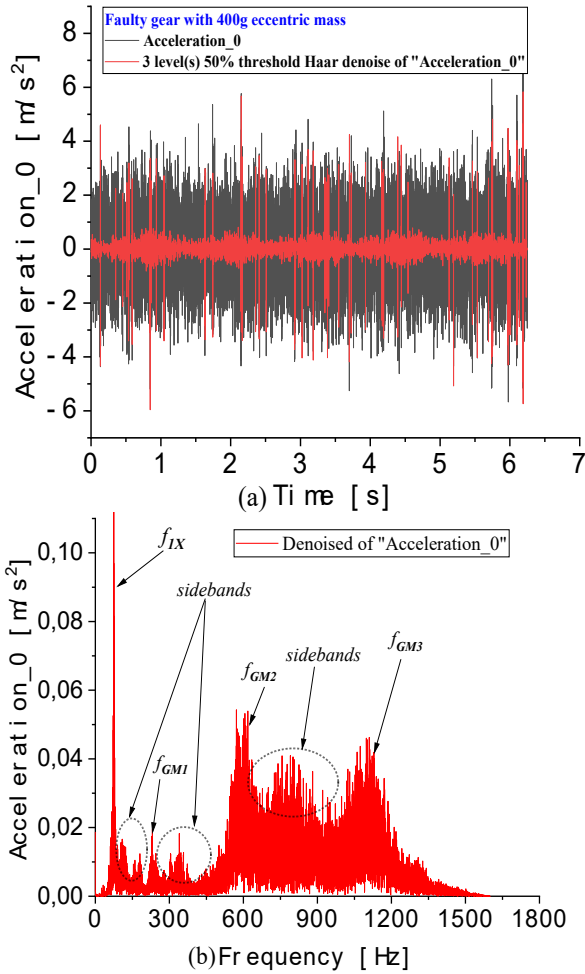 Faulty gear with 400g eccentric mass
Acceleration_0
3 level(s) 50% threshold Haar denoise of "Acceleration_0"
Acceleration_0 [m/s²]
8
6
4
2
0
-2
-4
-6
0 1 2 3 4 5 6 7
(a) Time [s]
Denoised of "Acceleration_0"
f1X
sidebands
fGM1
fGM2
sidebands
fGM3
Acceleration_0 [m/s²]
0,10
0,08
0,06
0,04
0,02
0,00
0 300 600 900 1200 1500 1800
(b) Frequency [Hz]